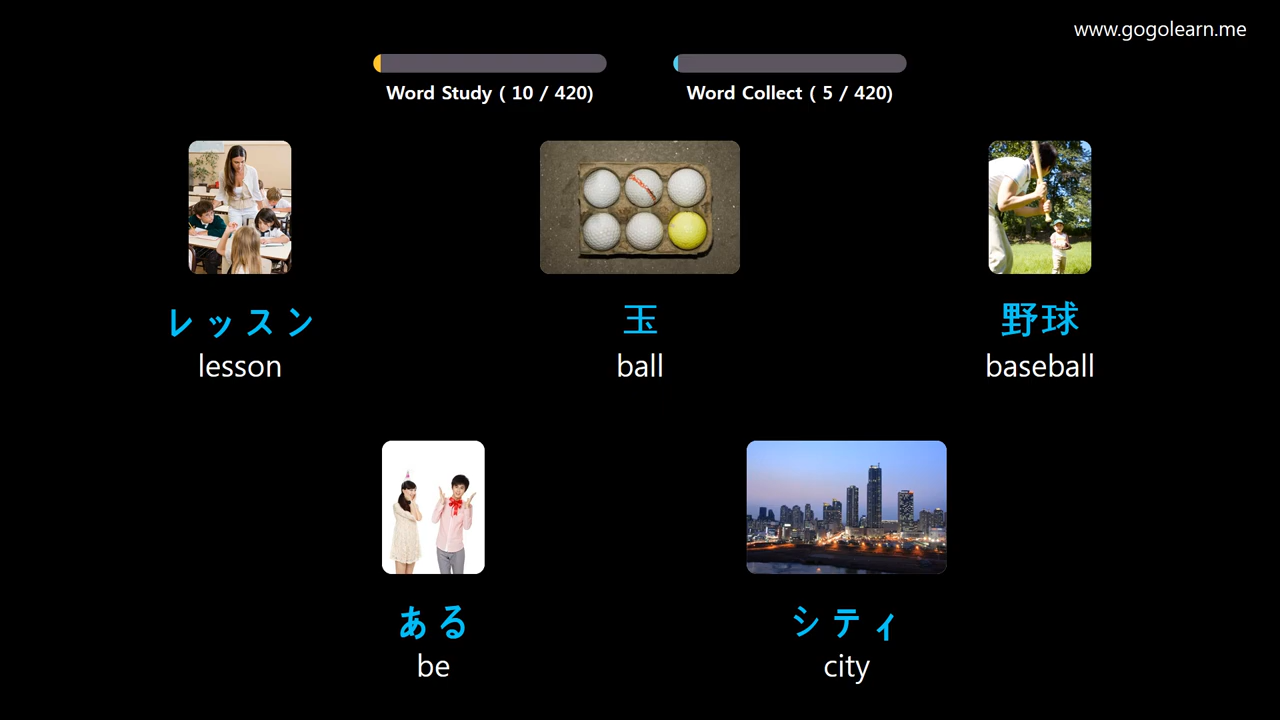 www.gogolearn.me
Word Study ( 10 / 420)
Word Collect ( 5 / 420)
レッスン
lesson
玉
ball
野球
baseball
ある
be
シティ
city